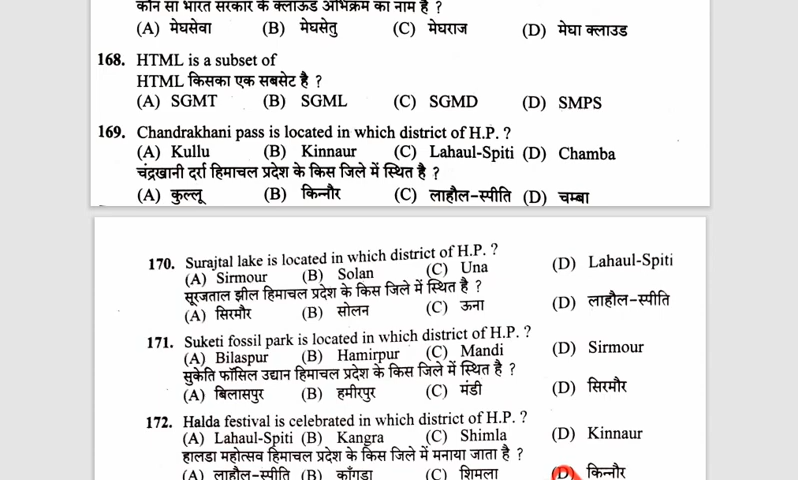 कौन सा भारत सरकार के क्लाऊड अभिक्रम का नाम है ?
(A) मेघसेवा (B) मेघसेतु (C) मेघराज (D) मेघा क्लाउड
168. HTML is a subset of
HTML किसका एक सबसेट है ?
(A) SGMT (B) SGML (C) SGMD (D) SMPS
169. Chandrakhani pass is located in which district of H.P. ?
(A) Kullu (B) Kinnaur (C) Lahaul-Spiti (D) Chamba
चंद्रखानी दर्रा हिमाचल प्रदेश के किस जिले में स्थित है ?
(A) कुल्लू (B) किन्नौर (C) लाहौल-स्पीति (D) चम्बा
170. Surajtal lake is located in which district of H.P. ?
(A) Sirmour (B) Solan (C) Una (D) Lahaul-Spiti
सूरजताल झील हिमाचल प्रदेश के किस जिले में स्थित है ?
(A) सिरमौर (B) सोलन (C) ऊना (D) लाहौल-स्पीति
171. Suketi fossil park is located in which district of H.P. ?
(A) Bilaspur (B) Hamirpur (C) Mandi (D) Sirmour
सुकेति फॉसिल उद्यान हिमाचल प्रदेश के किस जिले में स्थित है ?
(A) बिलासपुर (B) हमीरपुर (C) मंडी (D) सिरमौर
172. Halda festival is celebrated in which district of H.P. ?
(A) Lahaul-Spiti (B) Kangra (C) Shimla (D) Kinnaur
हालडा महोत्सव हिमाचल प्रदेश के किस जिले में मनाया जाता है ?
(A) लाहौल-स्पीति (B) काँगड़ा (C) शिमला (D) किन्नौर